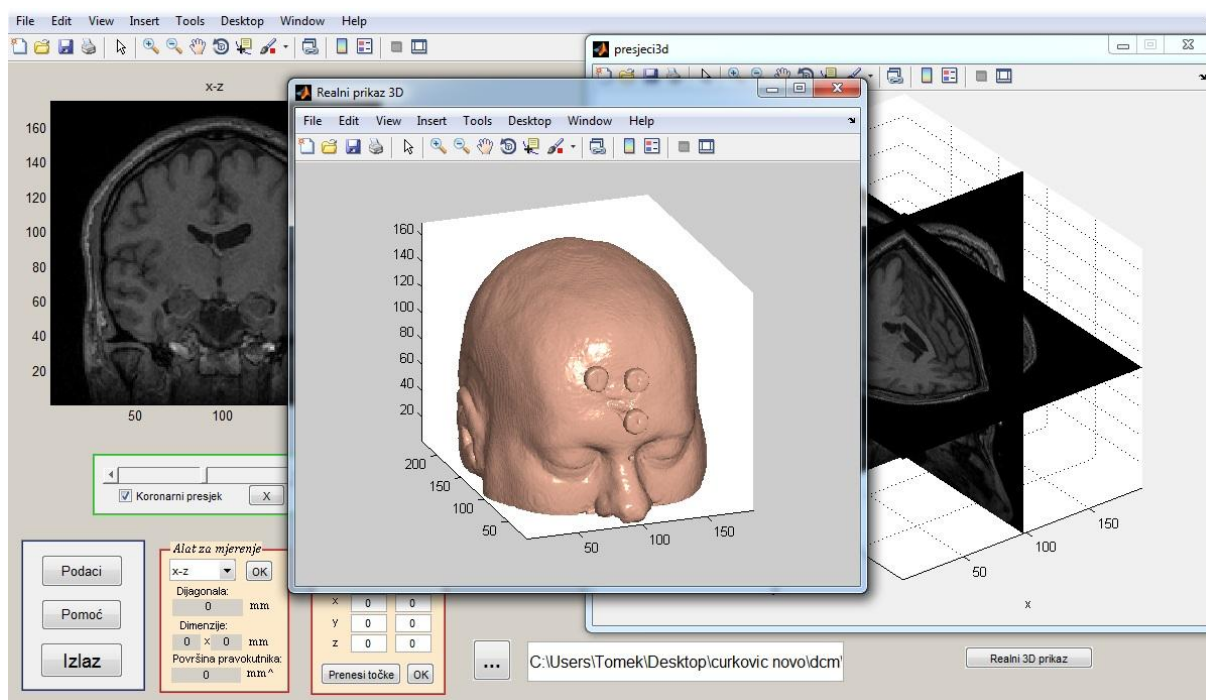 File Edit View Insert Tools Desktop Window Help
x-z
160
140
120
100
80
60
40
20
50 100
Koronarni presjek X
Podaci
Pomoć
Izlaz
Alat za mjerenje
x-z OK
Dijagonala:
0 mm
Dimenzije:
0 x 0 mm
Površina pravokutnika:
0 mm^
x 0 0
y 0 0
z 0 0
Prenesi točke OK
Realni prikaz 3D
File Edit View Insert Tools Desktop Window Help
160
140
120
100
80
60
40
20
200
150
100
50
50 100 150
presjeci3d
150
100
50
x
... C:\Users\Tomek\Desktop\curkovic novo\dcm\
Realni 3D prikaz